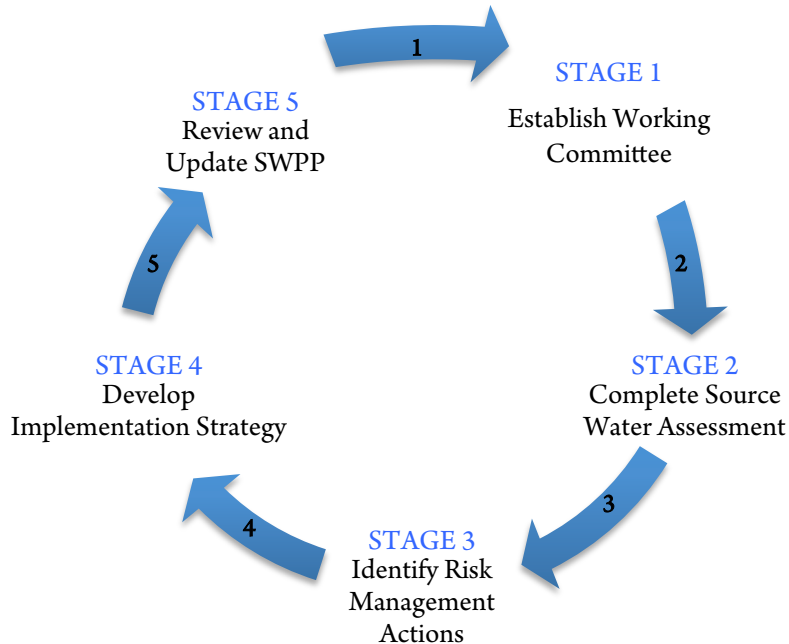 1
STAGE 1
Establish Working
Committee
2
STAGE 2
Complete Source
Water Assessment
3
STAGE 3
Identify Risk
Management
Actions
4
STAGE 4
Develop
Implementation Strategy
5
STAGE 5
Review and
Update SWPP